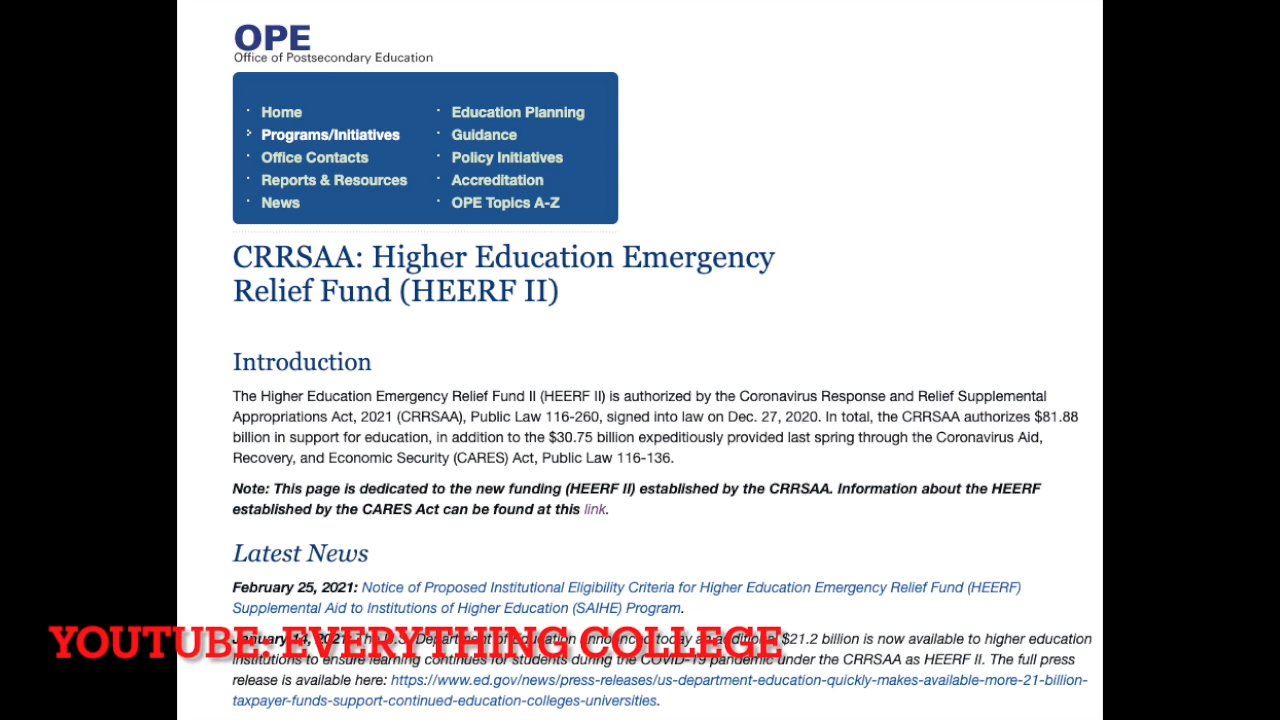 OPE
Office of Postsecondary Education
Home
Programs/Initiatives
Office Contacts
Reports & Resources
News
Education Planning
Guidance
Policy Initiatives
Accreditation
OPE Topics A-Z
CRRSAA: Higher Education Emergency
Relief Fund (HEERF II)
Introduction
The Higher Education Emergency Relief Fund II (HEERF II) is authorized by the Coronavirus Response and Relief Supplemental
Appropriations Act, 2021 (CRRSAA), Public Law 116-260, signed into law on Dec. 27, 2020. In total, the CRRSAA authorizes $81.88
billion in support for education, in addition to the $30.75 billion expeditiously provided last spring through the Coronavirus Aid,
Recovery, and Economic Security (CARES) Act, Public Law 116-136.
Note: This page is dedicated to the new funding (HEERF II) established by the CRRSAA. Information about the HEERF
established by the CARES Act can be found at this link.
Latest News
February 25, 2021: Notice of Proposed Institutional Eligibility Criteria for Higher Education Emergency Relief Fund (HEERF)
Supplemental Aid to Institutions of Higher Education (SAIHE) Program.
January 14, 2021: The U.S. Department of Education announced today an additional $21.2 billion is now available to higher education
institutions to ensure learning continues for students during the COVID-19 pandemic under the CRRSAA as HEERF II. The full press
release is available here: https://www.ed.gov/news/press-releases/us-department-education-quickly-makes-available-more-21-billion-
taxpayer-funds-support-continued-education-colleges-universities.
YOUTUBE: EVERYTHING COLLEGE